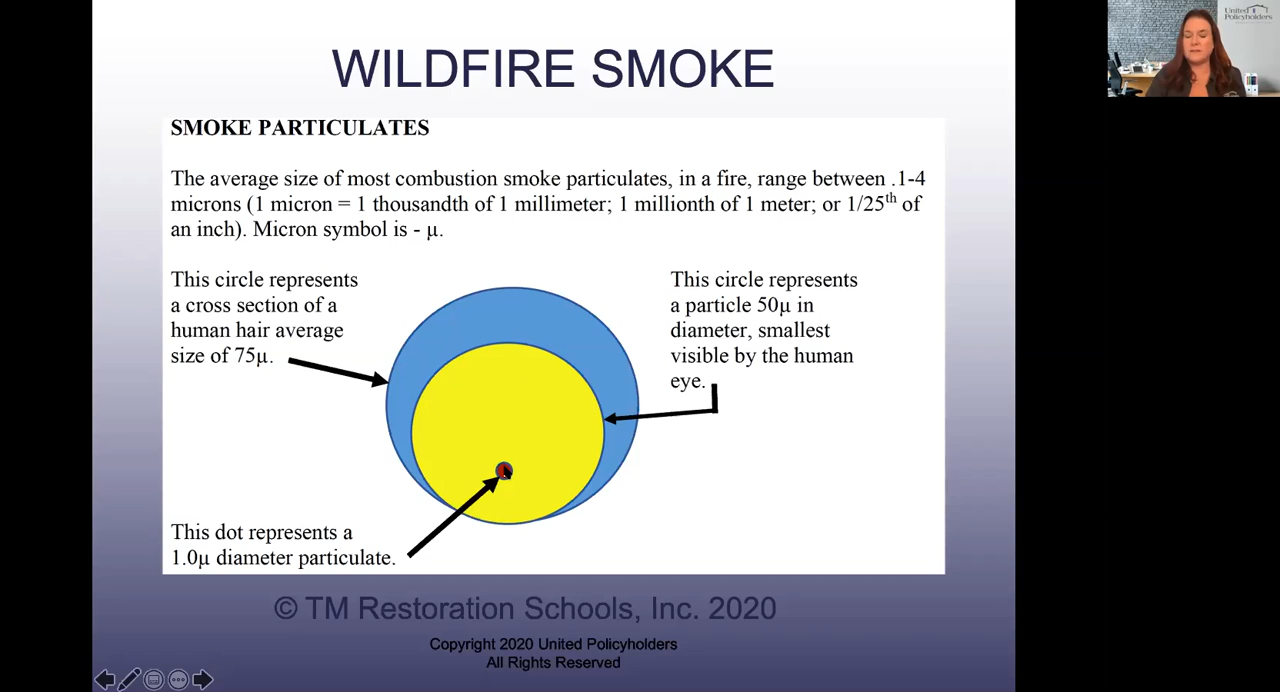 WILDFIRE SMOKE
SMOKE PARTICULATES
The average size of most combustion smoke particulates, in a fire, range between .1-4
microns (1 micron = 1 thousandth of 1 millimeter; 1 millionth of 1 meter; or 1/25th of
an inch). Micron symbol is - µ.
This circle represents
a cross section of a
human hair average
size of 75µ.
This circle represents
a particle 50µ in
diameter, smallest
visible by the human
eye.
This dot represents a
1.0µ diameter particulate.
© TM Restoration Schools, Inc. 2020
Copyright 2020 United Policyholders
All Rights Reserved
United
Policyholders